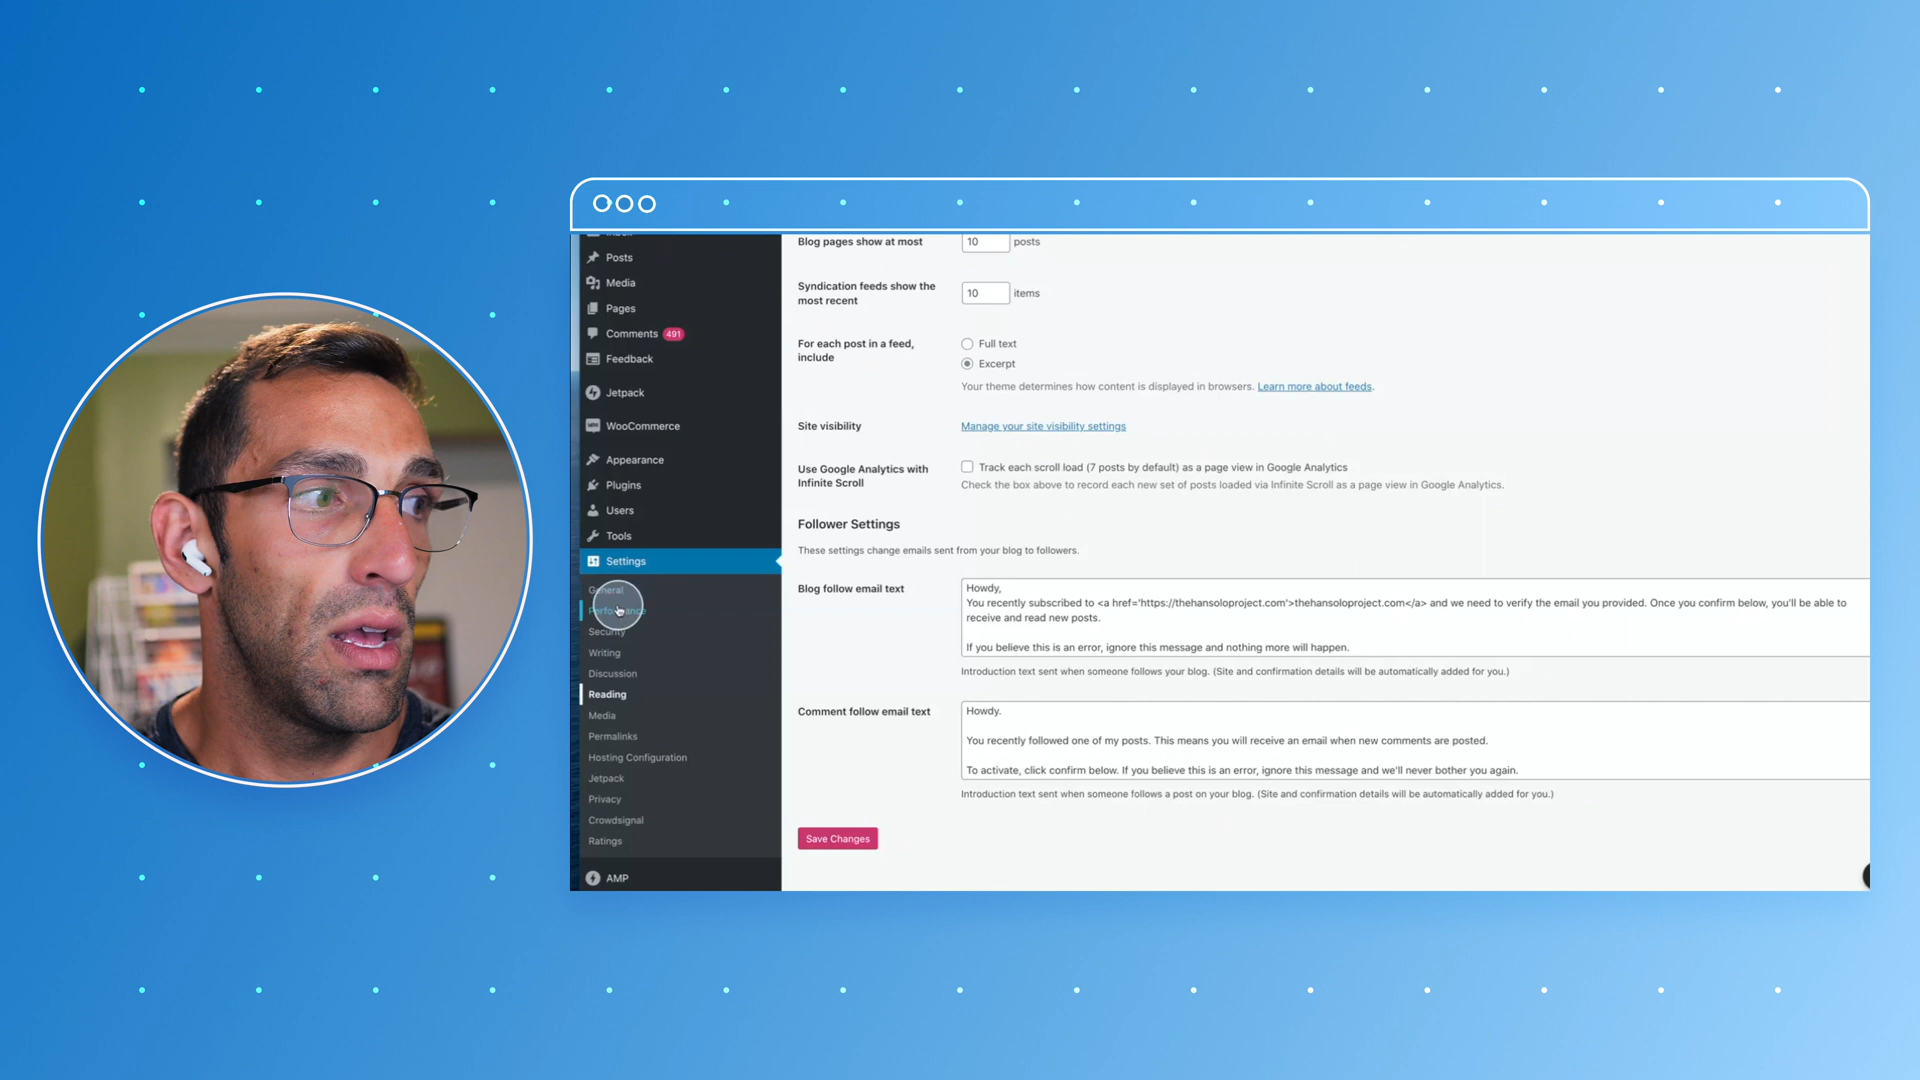 Posts
Media
Pages
Comments 491
Feedback
Jetpack
WooCommerce
Appearance
Plugins
Users
Tools
Settings
General
Performance
Security
Writing
Discussion
Reading
Media
Permalinks
Hosting Configuration
Jetpack
Privacy
Crowdsignal
Ratings
AMP
Blog pages show at most
10 posts
Syndication feeds show the
most recent
10 items
For each post in a feed,
include
Full text
Excerpt
Your theme determines how content is displayed in browsers. Learn more about feeds.
Site visibility
Manage your site visibility settings
Use Google Analytics with
Infinite Scroll
Track each scroll load (7 posts by default) as a page view in Google Analytics
Check the box above to record each new set of posts loaded via Infinite Scroll as a page view in Google Analytics.
Follower Settings
These settings change emails sent from your blog to followers.
Blog follow email text
Howdy,
You recently subscribed to <a href='https://thehansoloproject.com'>thehansoloproject.com</a> and we need to verify the email you provided. Once you confirm below, you'll be able to
receive and read new posts.
If you believe this is an error, ignore this message and nothing more will happen.
Introduction text sent when someone follows your blog. (Site and confirmation details will be automatically added for you.)
Comment follow email text
Howdy.
You recently followed one of my posts. This means you will receive an email when new comments are posted.
To activate, click confirm below. If you believe this is an error, ignore this message and we'll never bother you again.
Introduction text sent when someone follows a post on your blog. (Site and confirmation details will be automatically added for you.)
Save Changes